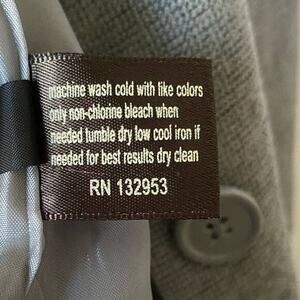 machine wash cold with like colors
only non-chlorine bleach when
needed tumble dry low cool iron if
needed for best results dry clean
RN 132953